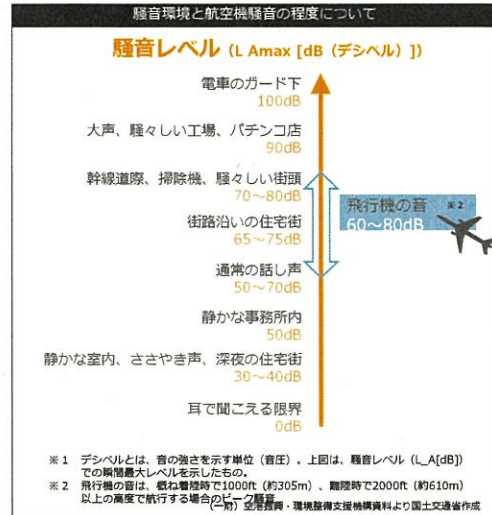 騒音環境と航空機騒音の程度について
騒音レベル (L Amax [dB (デシベル) ])
電車のガード下
100dB
大声、騒々しい工場、パチンコ店
90dB
幹線道際、掃除機、騒々しい街頭
70～80dB
飛行機の音 ※2
60～80dB
街路沿いの住宅街
65～75dB
通常の話し声
50～70dB
静かな事務所内
50dB
静かな室内、ささやき声、深夜の住宅街
30～40dB
耳で聞こえる限界
0dB
※1 デシベルとは、音の強さを示す単位（音圧）。上図は、騒音レベル（L_A[dB]）
での瞬間最大レベルを示したもの。
※2 飛行機の音は、概ね着陸時で1000ft（約305m）、離陸時で2000ft（約610m）
以上の高度で航行する場合のピーク騒音
（一財）空港振興・環境整備支援機構資料より国土交通省作成